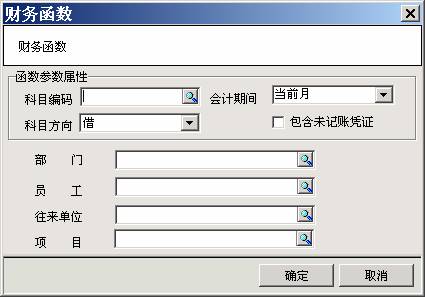 财务函数
财务函数
函数参数属性
科目编码 会计期间 当前月
科目方向 借 包含未记账凭证
部 门
员 工
往来单位
项 目
确定 取消